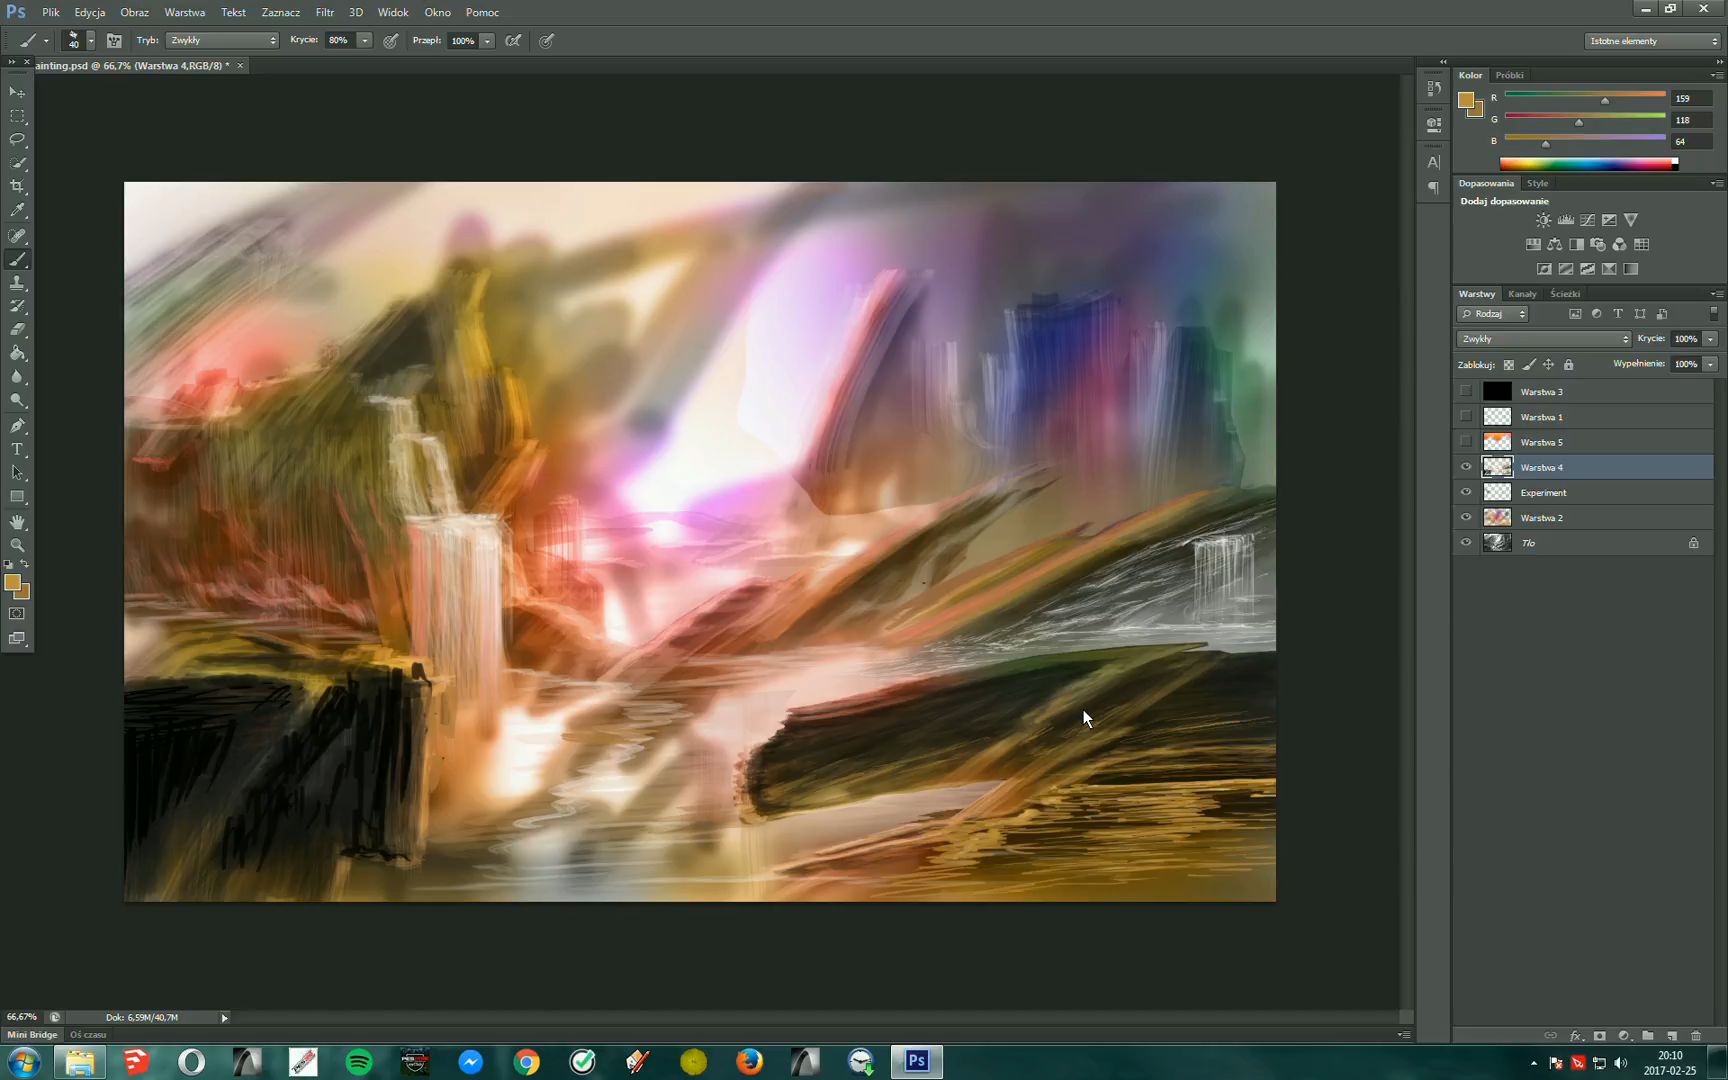 Ps Plik Edycja Obraz Warstwa Tekst Zaznacz Filtr 3D Widok Okno Pomoc
40 Tryb: Zwykły Krycie: 80% Przepł: 100% Istotne elementy
ainting.psd @ 66,7% (Warstwa 4,RGB/8) * ×
Kolor Próbki
R 159
G 118
B 64
Dopasowania Style
Dodaj dopasowanie
Warstwy Kanały Ścieżki
Rodzaj
Zwykły Krycie: 100%
Zablokuj: Wypełnienie: 100%
Warstwa 3
Warstwa 1
Warstwa 5
Warstwa 4
Experiment
Warstwa 2
Tło
66,67% Dok: 6,59M/40,7M
Mini Bridge Oś czasu
Ps
20:10
2017-02-25